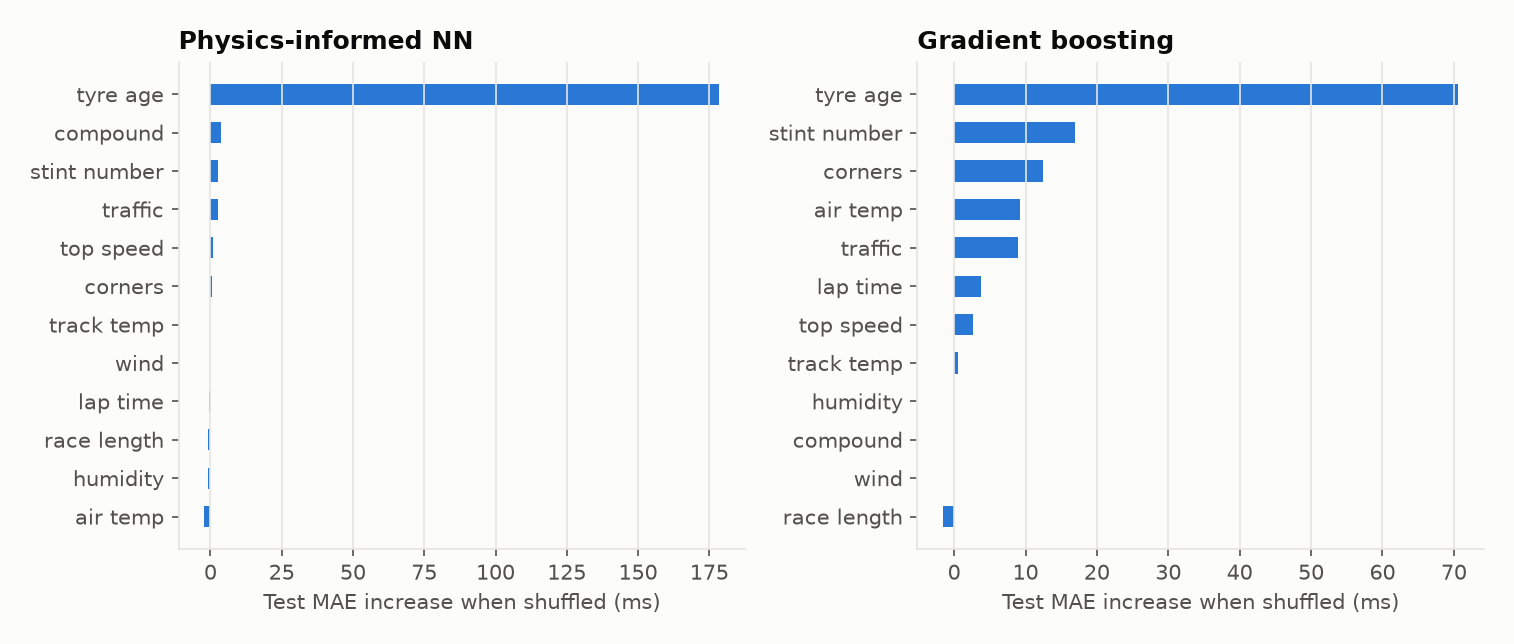 Physics-informed NN
tyre age
compound
stint number
traffic
top speed
corners
track temp
wind
lap time
race length
humidity
air temp
0 25 50 75 100 125 150 175
Test MAE increase when shuffled (ms)
Gradient boosting
tyre age
stint number
corners
air temp
traffic
lap time
top speed
track temp
humidity
compound
wind
race length
0 10 20 30 40 50 60 70
Test MAE increase when shuffled (ms)